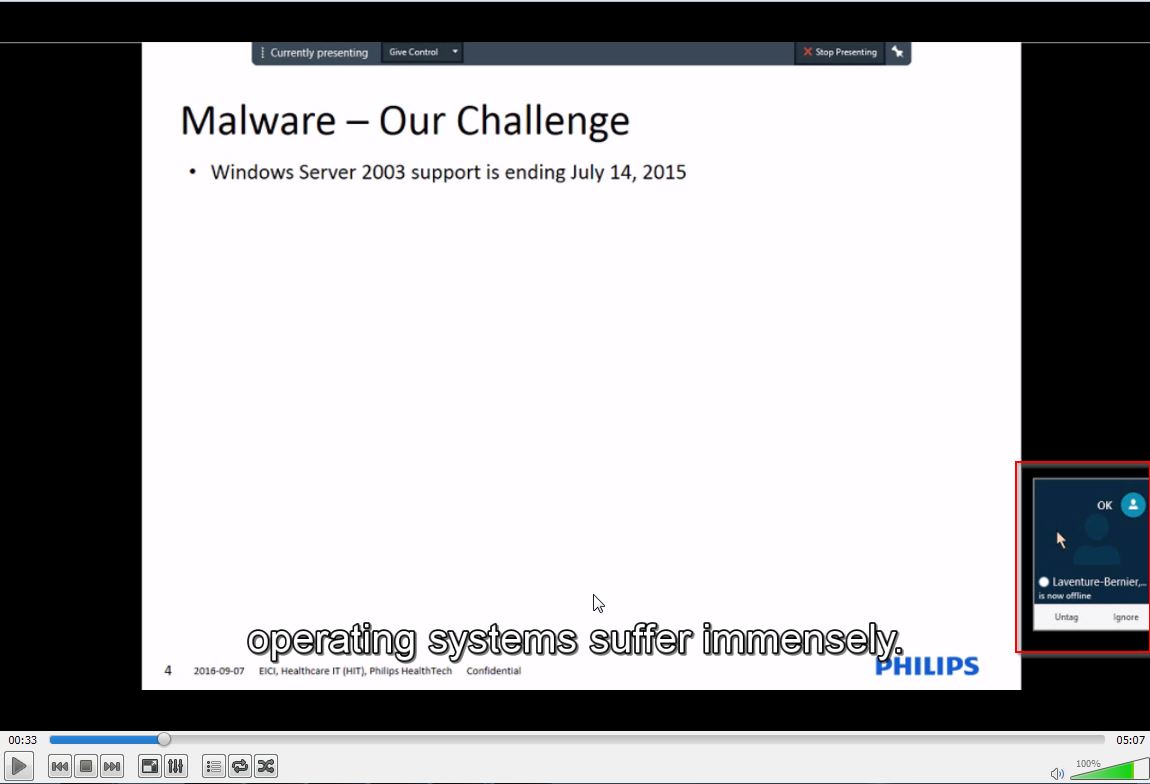 Currently presenting Give Control Stop Presenting
Malware – Our Challenge
• Windows Server 2003 support is ending July 14, 2015
OK
Laventure-Bernier,...
is now offline
Untag Ignore
operating systems suffer immensely.
4 2016-09-07 EICI, Healthcare IT (HIT), Philips HealthTech Confidential
PHILIPS
00:33 05:07
100%